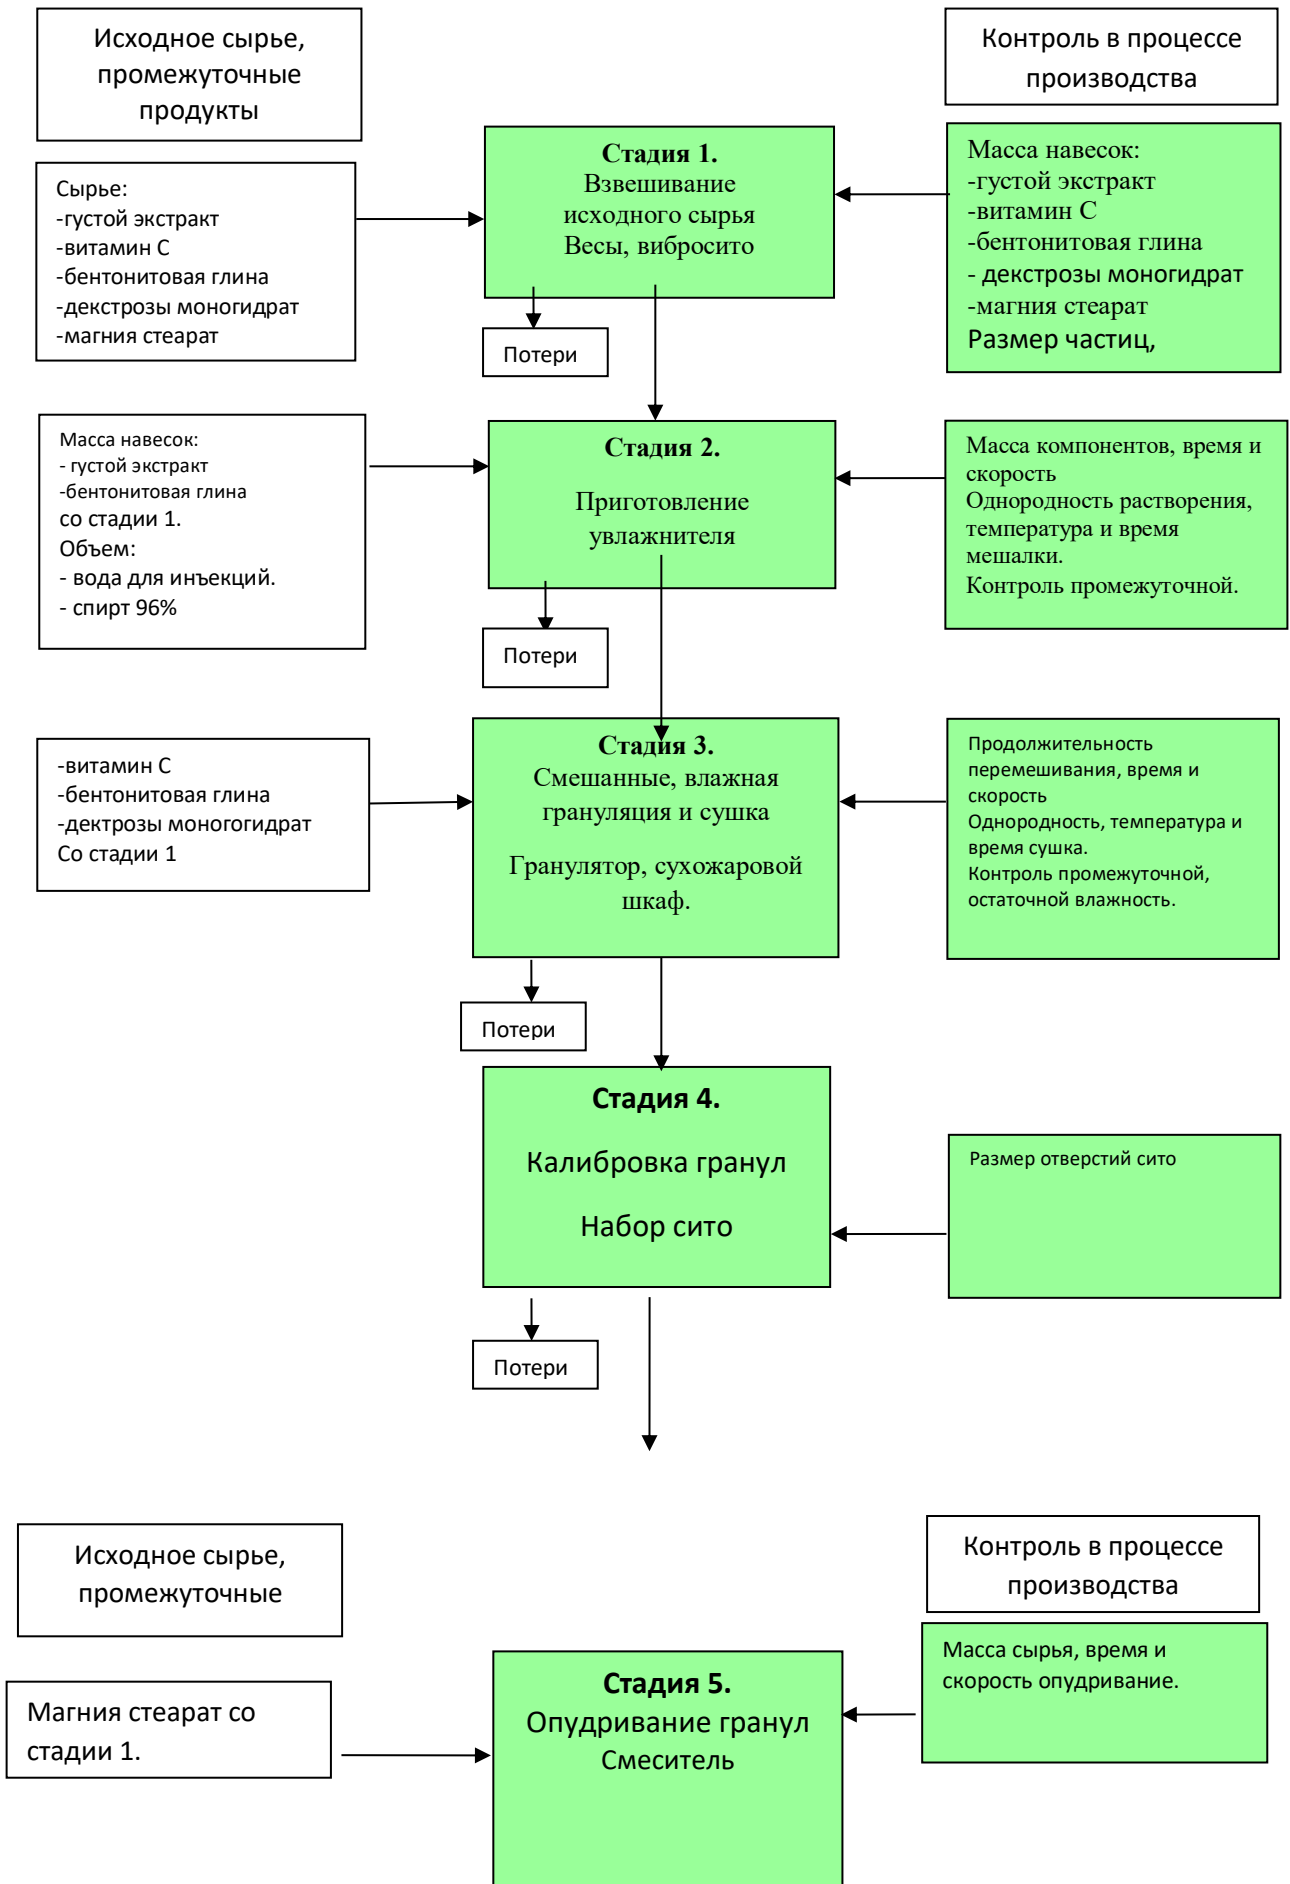 Исходное сырье,
промежуточные
продукты
Контроль в процессе
производства
Сырье:
-густой экстракт
-витамин С
-бентонитовая глина
-декстрозы моногидрат
-магния стеарат
Стадия 1.
Взвешивание
исходного сырья
Весы, вибросито
Масса навесок:
-густой экстракт
-витамин С
-бентонитовая глина
- декстрозы моногидрат
-магния стеарат
Размер частиц,
Потери
Масса навесок:
- густой экстракт
-бентонитовая глина
со стадии 1.
Объем:
- вода для инъекций.
- спирт 96%
Стадия 2.
Приготовление
увлажнителя
Масса компонентов, время и
скорость
Однородность растворения,
температура и время
мешалки.
Контроль промежуточной.
Потери
-витамин С
-бентонитовая глина
-дектрозы моногогидрат
Со стадии 1
Стадия 3.
Смешанные, влажная
грануляция и сушка
Гранулятор, сухожаровой
шкаф.
Продолжительность
перемешивания, время и
скорость
Однородность, температура и
время сушка.
Контроль промежуточной,
остаточной влажность.
Потери
Стадия 4.
Калибровка гранул
Набор сито
Размер отверстий сито
Потери
Исходное сырье,
промежуточные
Контроль в процессе
производства
Магния стеарат со
стадии 1.
Стадия 5.
Опудривание гранул
Смеситель
Масса сырья, время и
скорость опудривание.